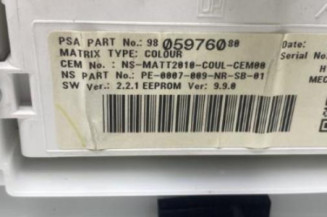 PSA PART No.: 98 059760 80
MATRIX TYPE: COLOUR
CEM No. : NS-MATT2010-COUL-CEM00
NS PART No.: PE-0007-009-NR-SB-01
SW Ver.: 2.2.1 EEPROM Ver: 9.9.0
Date:
Serial No
H
MEC